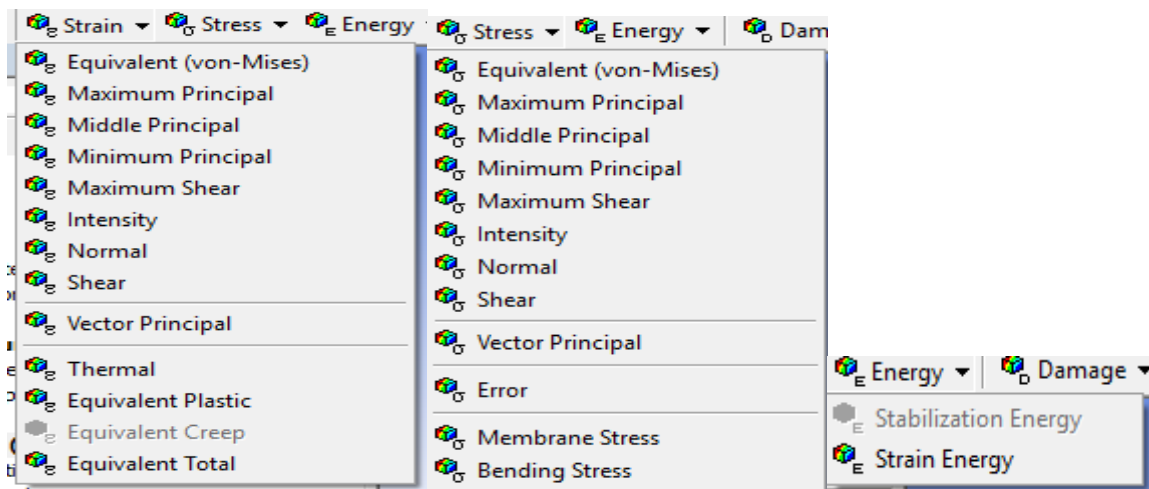 Strain Stress Energy
Equivalent (von-Mises)
Maximum Principal
Middle Principal
Minimum Principal
Maximum Shear
Intensity
Normal
Shear
Vector Principal
Thermal
Equivalent Plastic
Equivalent Creep
Equivalent Total
Stress Energy Dam
Equivalent (von-Mises)
Maximum Principal
Middle Principal
Minimum Principal
Maximum Shear
Intensity
Normal
Shear
Vector Principal
Error
Membrane Stress
Bending Stress
Energy Damage
Stabilization Energy
Strain Energy